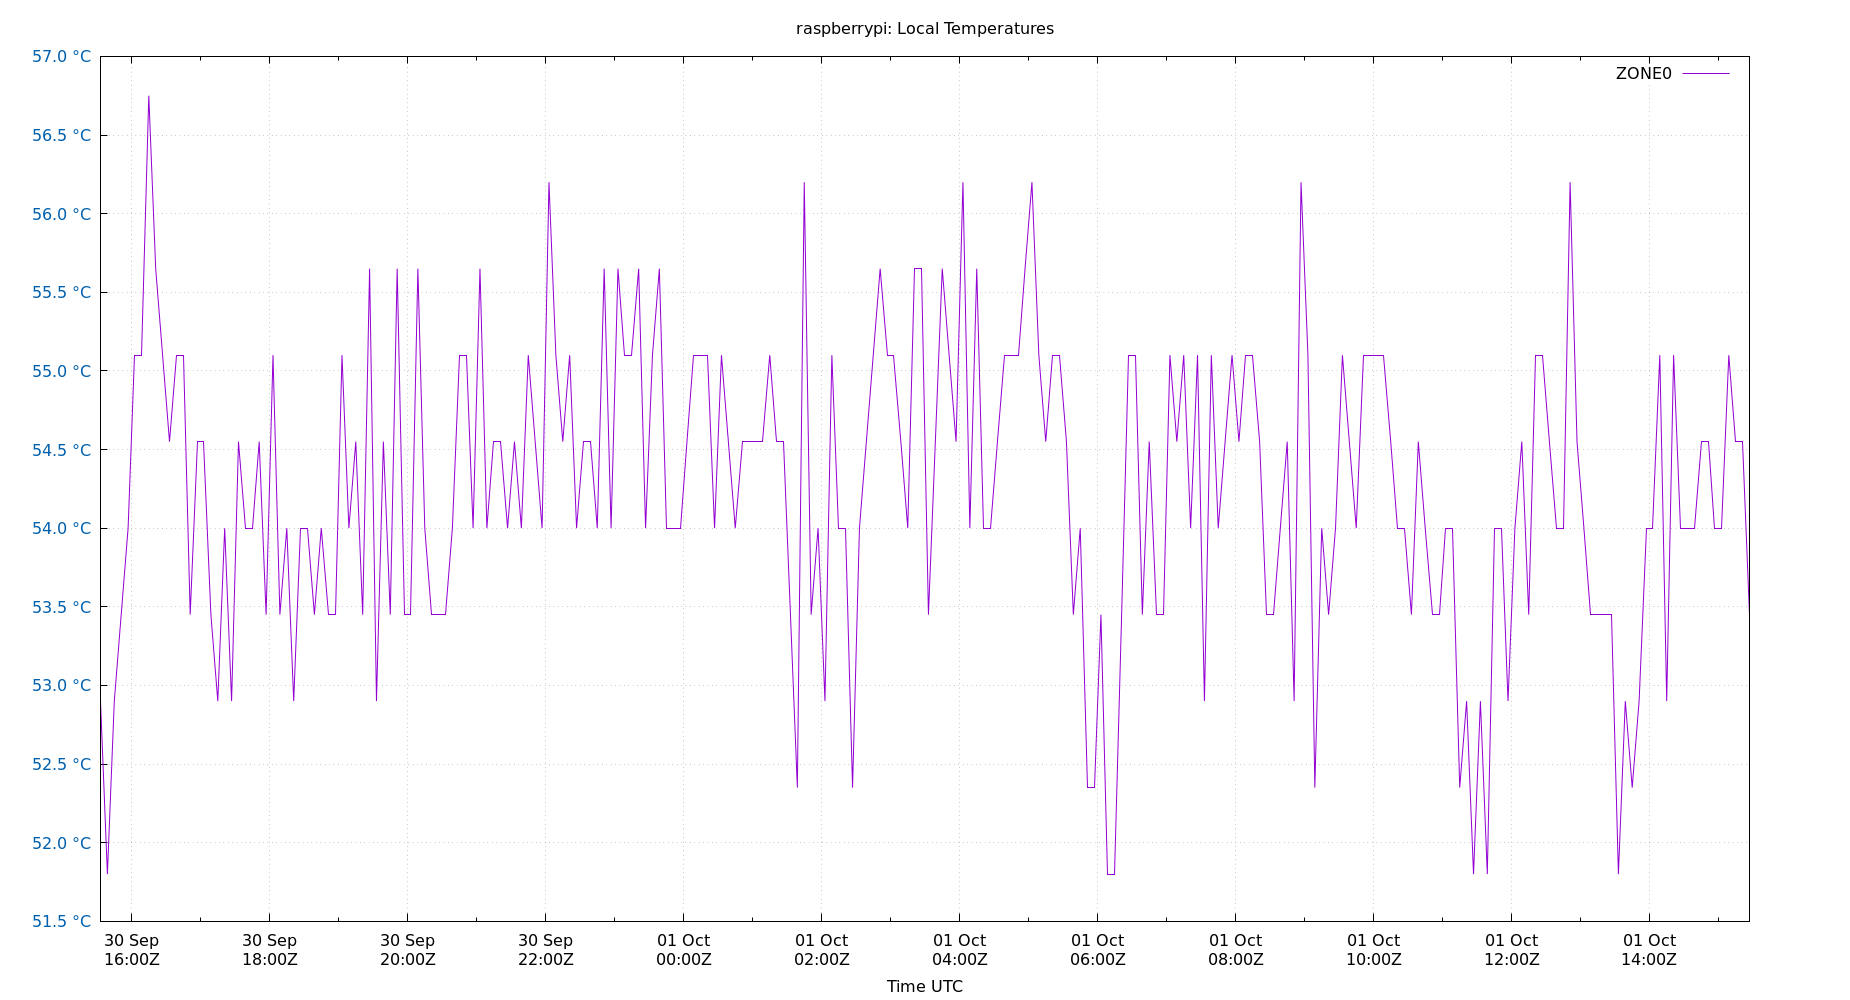 raspberrypi: Local Temperatures
57.0 °C
ZONE0
56.5 °C
56.0 °C
55.5 °C
55.0 °C
54.5 °C
54.0 °C
53.5 °C
53.0 °C
52.5 °C
52.0 °C
51.5 °C
30 Sep 30 Sep 30 Sep 30 Sep 01 Oct 01 Oct 01 Oct 01 Oct 01 Oct 01 Oct 01 Oct 01 Oct
16:00Z 18:00Z 20:00Z 22:00Z 00:00Z 02:00Z 04:00Z 06:00Z 08:00Z 10:00Z 12:00Z 14:00Z
Time UTC